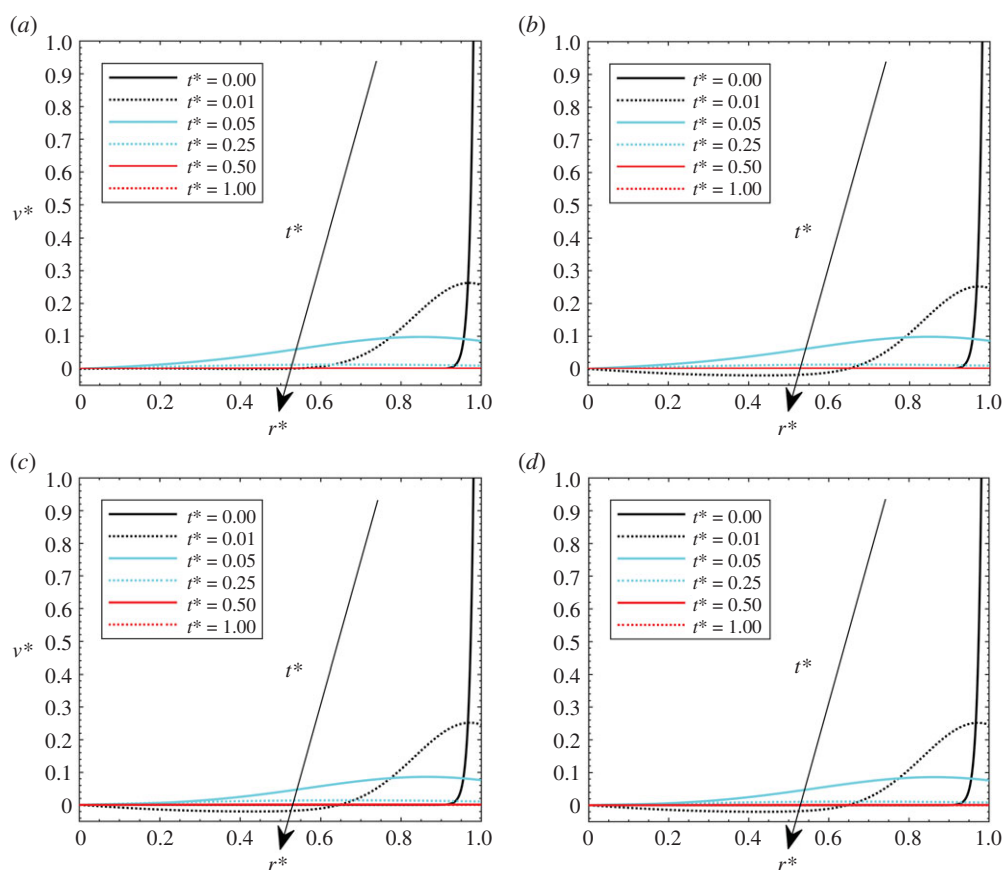 (a)
1.0
0.9
0.8
0.7
0.6
0.5
0.4
0.3
0.2
0.1
0
v*
t* = 0.00
t* = 0.01
t* = 0.05
t* = 0.25
t* = 0.50
t* = 1.00
t*
0 0.2 0.4 0.6 0.8 1.0
r*
(b)
1.0
0.9
0.8
0.7
0.6
0.5
0.4
0.3
0.2
0.1
0
t* = 0.00
t* = 0.01
t* = 0.05
t* = 0.25
t* = 0.50
t* = 1.00
t*
0 0.2 0.4 0.6 0.8 1.0
r*
(c)
1.0
0.9
0.8
0.7
0.6
0.5
0.4
0.3
0.2
0.1
0
v*
t* = 0.00
t* = 0.01
t* = 0.05
t* = 0.25
t* = 0.50
t* = 1.00
t*
0 0.2 0.4 0.6 0.8 1.0
r*
(d)
1.0
0.9
0.8
0.7
0.6
0.5
0.4
0.3
0.2
0.1
0
t* = 0.00
t* = 0.01
t* = 0.05
t* = 0.25
t* = 0.50
t* = 1.00
t*
0 0.2 0.4 0.6 0.8 1.0
r*